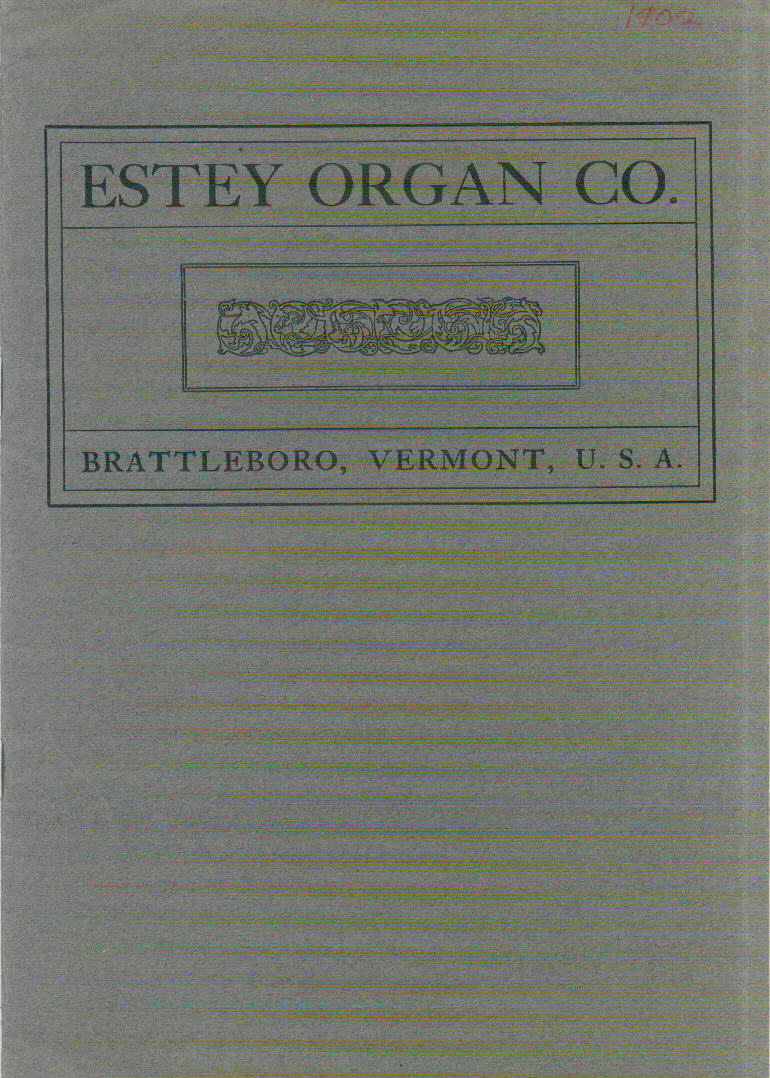 1902
ESTEY ORGAN CO.
BRATTLEBORO, VERMONT, U. S. A.